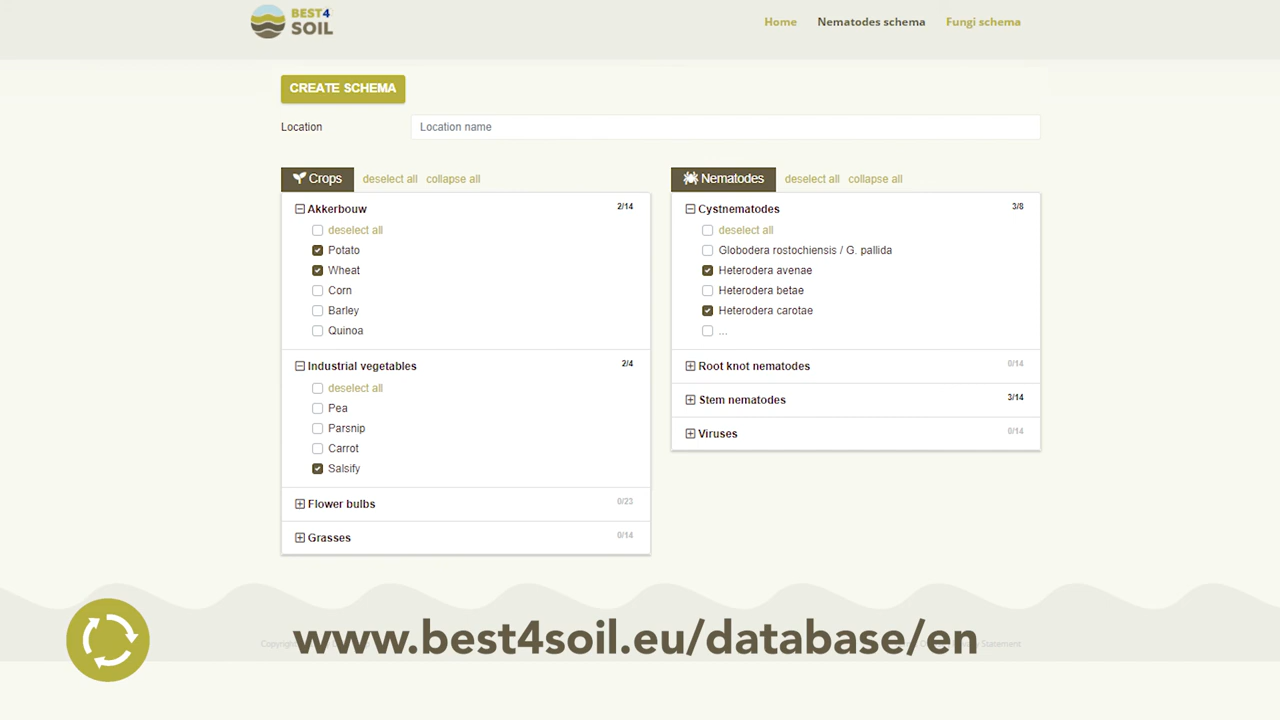 BEST4
SOIL
Home Nematodes schema Fungi schema
CREATE SCHEMA
Location Location name
Crops deselect all collapse all
Akkerbouw 2/14
deselect all
Potato
Wheat
Corn
Barley
Quinoa
Industrial vegetables 2/4
deselect all
Pea
Parsnip
Carrot
Salsify
Flower bulbs 0/23
Grasses 0/14
Nematodes deselect all collapse all
Cystnematodes 3/8
deselect all
Globodera rostochiensis / G. pallida
Heterodera avenae
Heterodera betae
Heterodera carotae
...
Root knot nematodes 0/14
Stem nematodes 3/14
Viruses 0/14
www.best4soil.eu/database/en
Statement